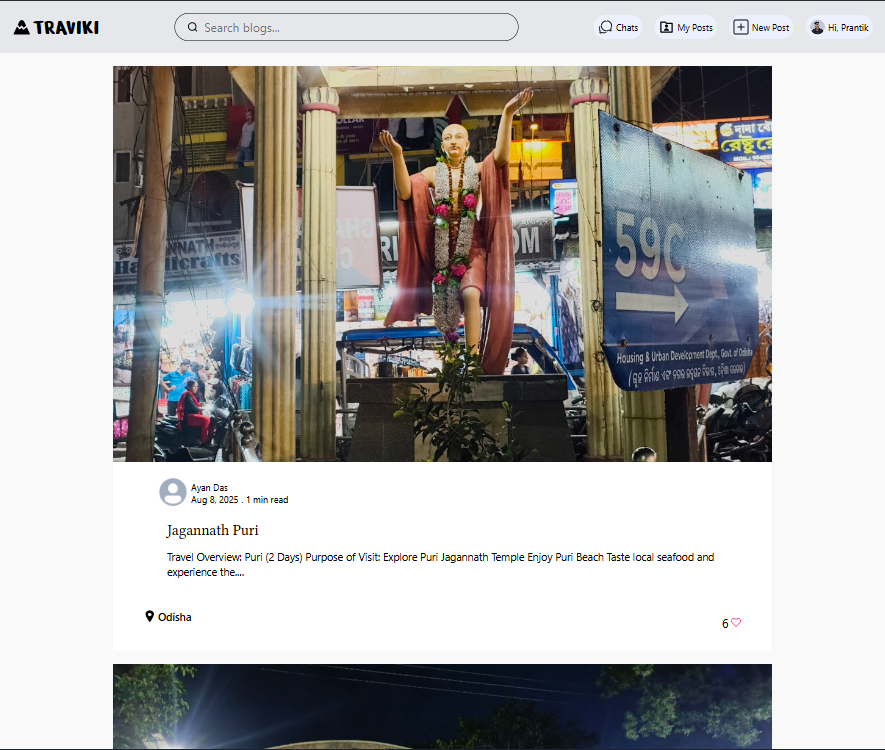 TRAVIKI
Search blogs...
Chats
My Posts
New Post
Hi, Prantik
59C
Housing & Urban Development Dept., Govt. of Odisha
Handicrafts
Ayan Das
Aug 8, 2025 . 1 min read
Jagannath Puri
Travel Overview: Puri (2 Days) Purpose of Visit: Explore Puri Jagannath Temple Enjoy Puri Beach Taste local seafood and
experience the....
Odisha
6